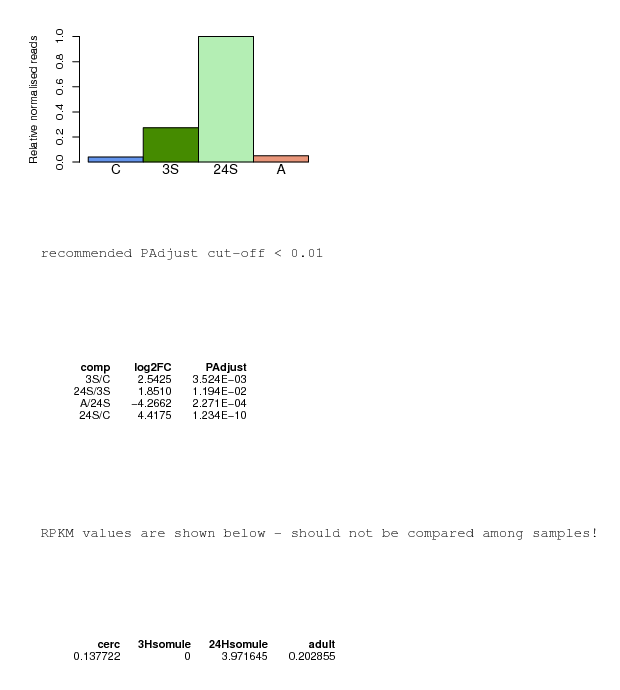 Relative normalised reads
1.0
0.8
0.6
0.4
0.2
0.0
C 3S 24S A
recommended PAdjust cut-off < 0.01
comp log2FC PAdjust
3S/C 2.5425 3.524E−03
24S/3S 1.8510 1.194E−02
A/24S −4.2662 2.271E−04
24S/C 4.4175 1.234E−10
RPKM values are shown below - should not be compared among samples!
cerc 3Hsomule 24Hsomule adult
0.137722 0 3.971645 0.202855